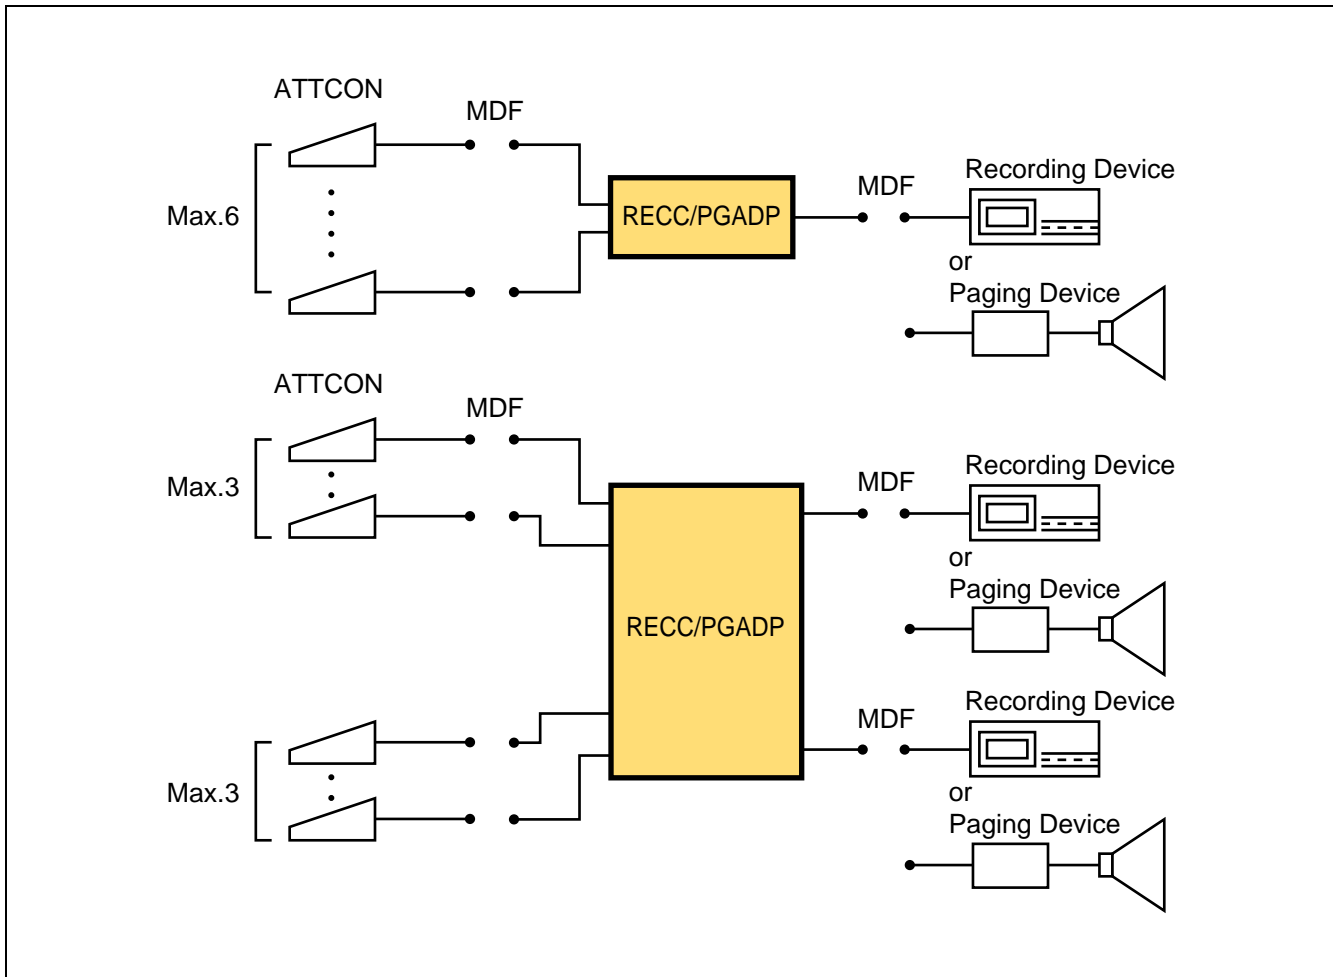 ATTCON
MDF
Recording Device
MDF
RECC/PGADP
Max.6
or
Paging Device
ATTCON
MDF
Recording Device
MDF
Max.3
or
Paging Device
RECC/PGADP
Recording Device
MDF
Max.3
or
Paging Device